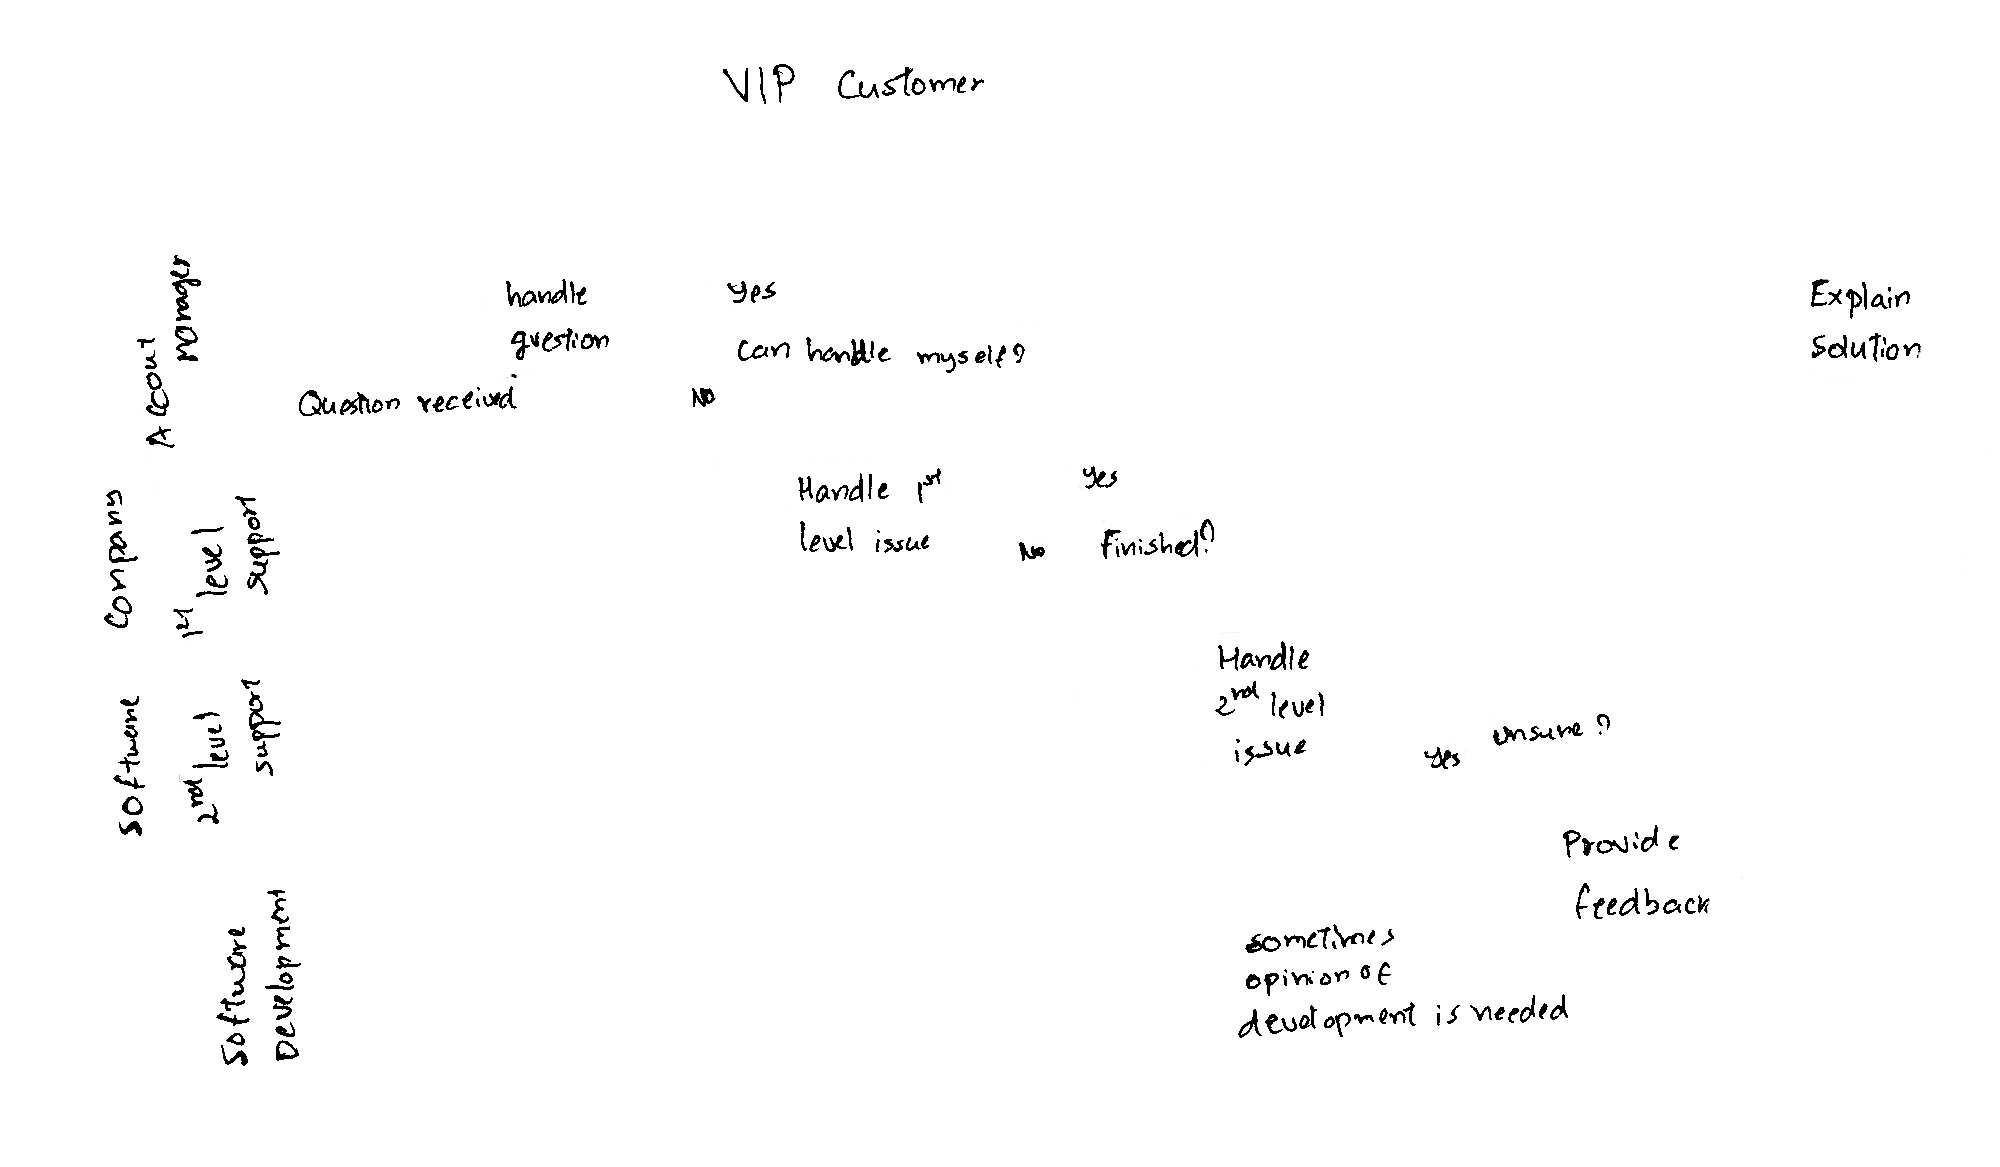 VIP Customer
Account
manager
handle
question
Yes
Can handle myself?
No
Question received
Explain
Solution
Software Company
1st level
support
Handle 1st
level issue
Yes
No
Finished?
2nd level
support
Handle
2nd level
issue
Yes
unsure?
Software
Development
Provide
feedback
sometimes
opinion of
development is needed